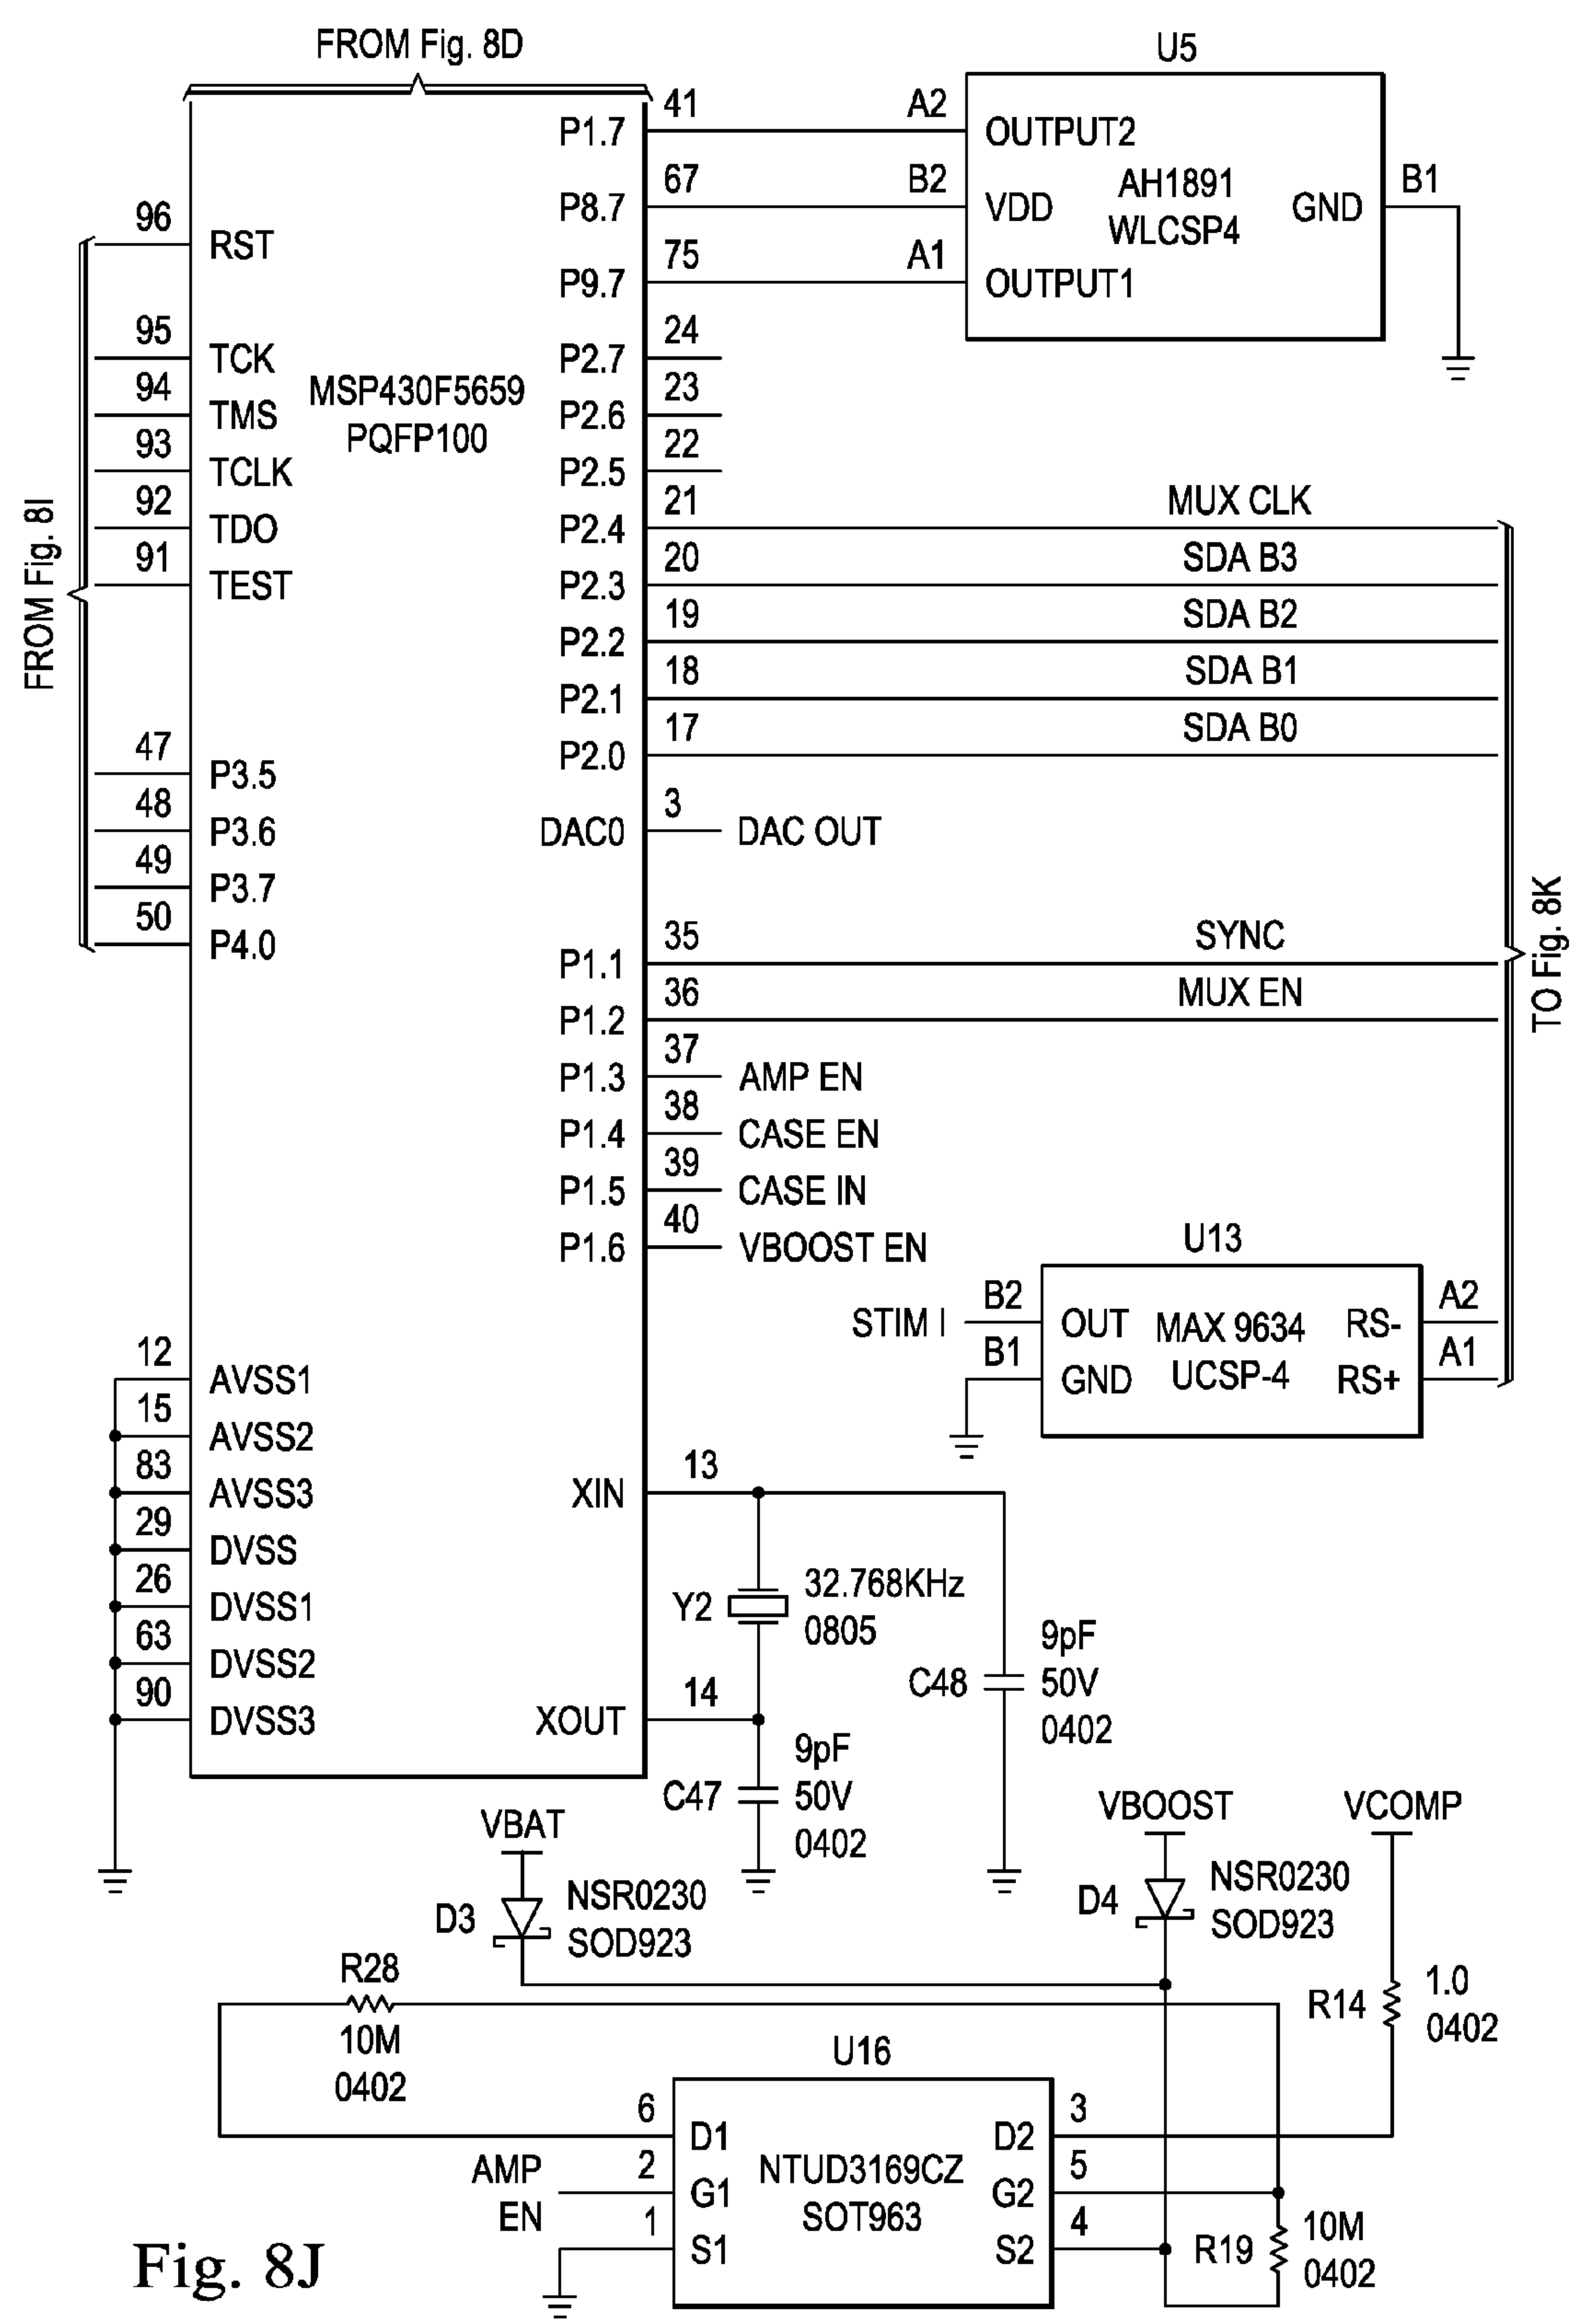 FROM Fig. 8D
U5
41
P1.7
A2
OUTPUT2
67
P8.7
B2
VDD
AH1891
WLCSP4
GND
B1
75
P9.7
A1
OUTPUT1
96
RST
95
TCK
94
TMS
93
TCLK
92
TDO
91
TEST
FROM Fig. 8I
MSP430F5659
PQFP100
24
P2.7
23
P2.6
22
P2.5
21
P2.4
MUX CLK
20
P2.3
SDA B3
19
P2.2
SDA B2
18
P2.1
SDA B1
17
P2.0
SDA B0
47
P3.5
48
P3.6
49
P3.7
50
P4.0
3
DAC0
DAC OUT
35
P1.1
SYNC
36
P1.2
MUX EN
TO Fig. 8K
37
P1.3
AMP EN
38
P1.4
CASE EN
39
P1.5
CASE IN
40
P1.6
VBOOST EN
U13
STIM I
B2
OUT
MAX 9634
UCSP-4
RS-
A2
B1
GND
RS+
A1
12
AVSS1
15
AVSS2
83
AVSS3
29
DVSS
26
DVSS1
63
DVSS2
90
DVSS3
13
XIN
Y2
32.768KHz
0805
14
XOUT
C48
9pF
50V
0402
C47
9pF
50V
0402
VBAT
D3
NSR0230
SOD923
VBOOST
D4
NSR0230
SOD923
VCOMP
R14
1.0
0402
R28
10M
0402
U16
6
D1
AMP
EN
2
G1
1
S1
NTUD3169CZ
SOT963
3
D2
5
G2
4
S2
R19
10M
0402
Fig. 8J